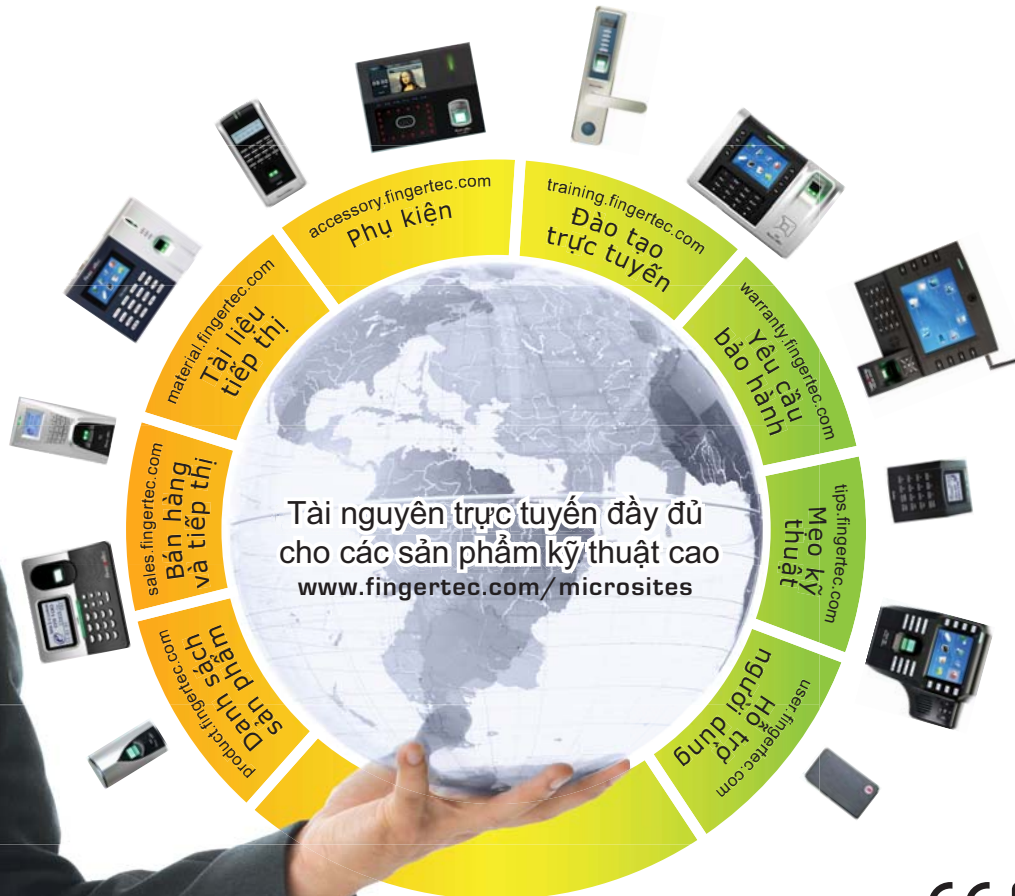 accessory.fingertec.com
Phụ kiện
training.fingertec.com
Đào tạo
trực tuyến
material.fingertec.com
Tài liệu
tiếp thị
warranty.fingertec.com
Yêu cầu
bảo hành
sales.fingertec.com
Bán hàng
và tiếp thị
tips.fingertec.com
Mẹo kỹ
thuật
Tài nguyên trực tuyến đầy đủ
cho các sản phẩm kỹ thuật cao
www.fingertec.com/microsites
product.fingertec.com
Danh sách
sản phẩm
user.fingertec.com
Hỗ trợ
người dùng